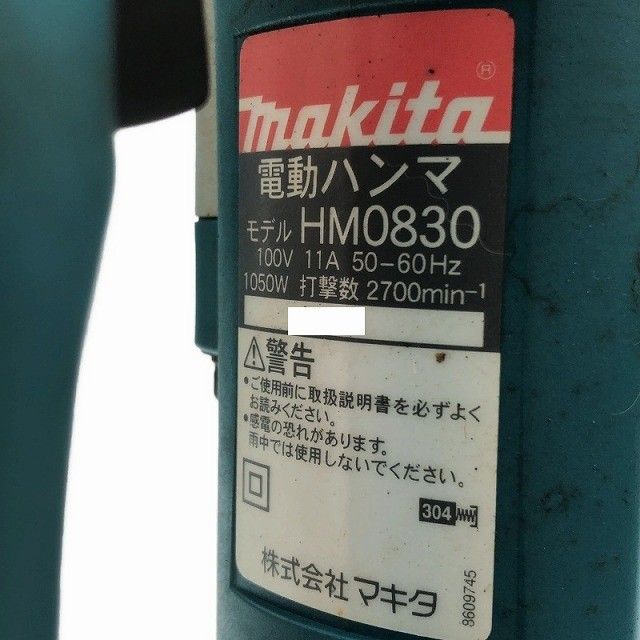 makita ®
電動ハンマ
モデル HM0830
100V 11A 50-60Hz
1050W 打撃数 2700min-1
⚠警告
•ご使用前に取扱説明書を必ずよく
お読みください。
•感電の恐れがあります。
雨中では使用しないでください。
304
株式会社 マキタ
8609745